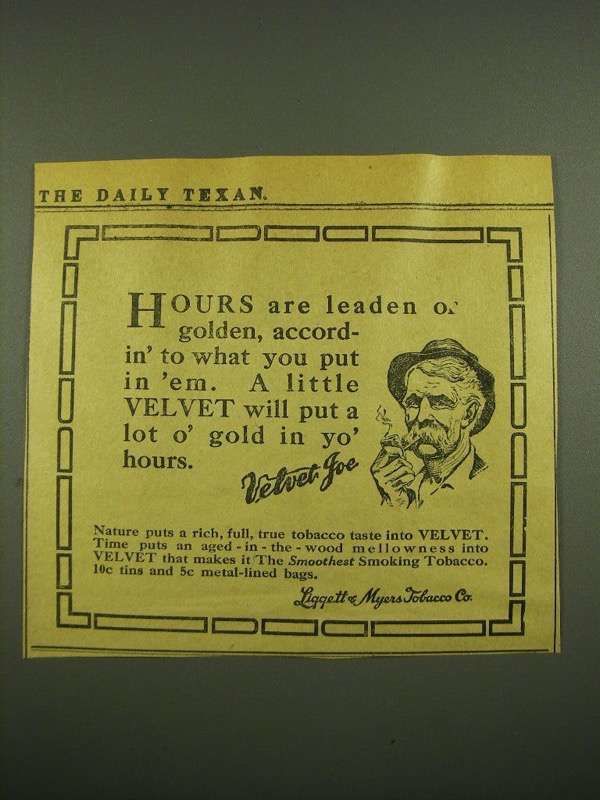 THE DAILY TEXAN.
HOURS are leaden or
golden, accord-
in' to what you put
in 'em. A little
VELVET will put a
lot o' gold in yo'
hours.
Velvet Joe
Nature puts a rich, full, true tobacco taste into VELVET.
Time puts an aged-in-the-wood mellowness into
VELVET that makes it The Smoothest Smoking Tobacco.
10c tins and 5c metal-lined bags.
Liggett & Myers Tobacco Co.